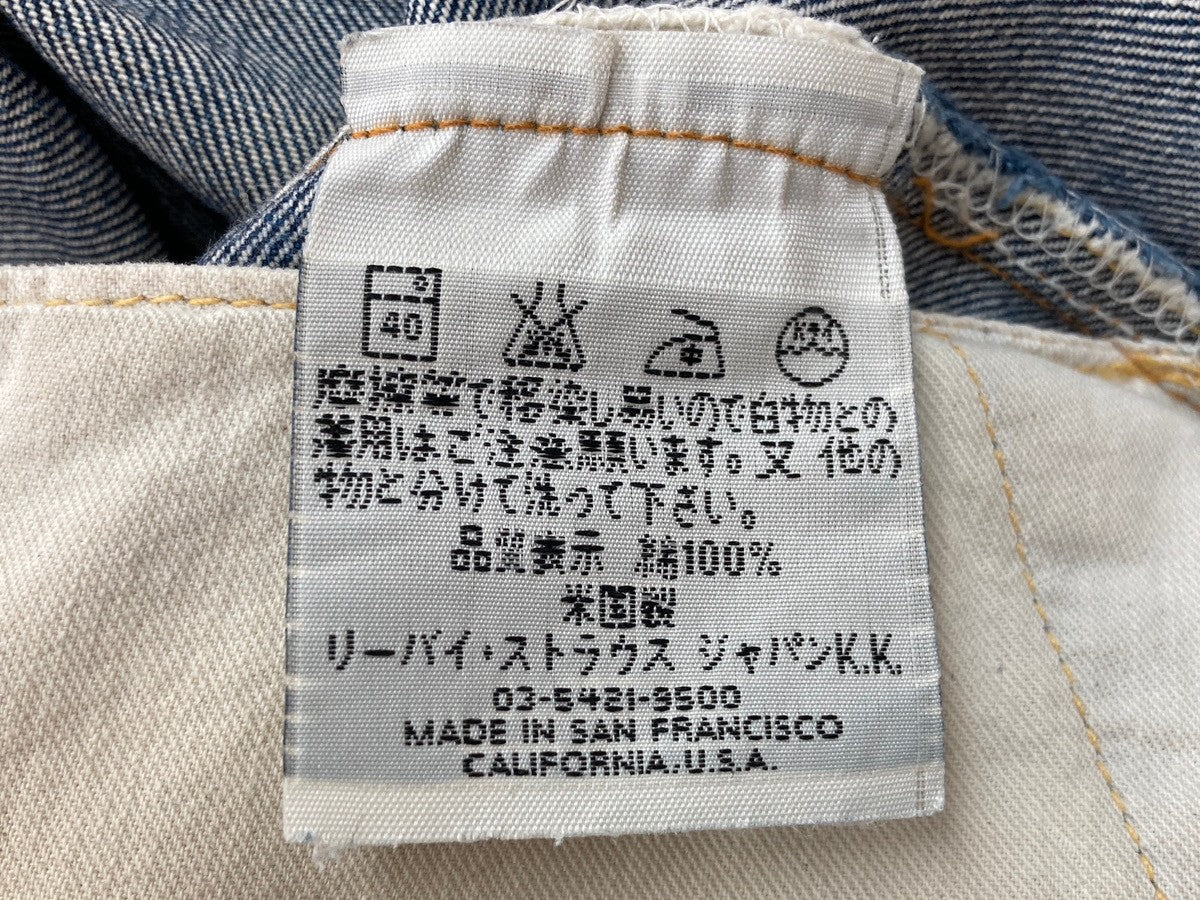 40
中
摩擦等で移染し易いので白物との
着用はご注意願います。又 他の
物と分けて洗って下さい。
品質表示 綿100%
米国製
リーバイ・ストラウス ジャパンK.K.
03-5421-9500
MADE IN SAN FRANCISCO
CALIFORNIA.U.S.A.